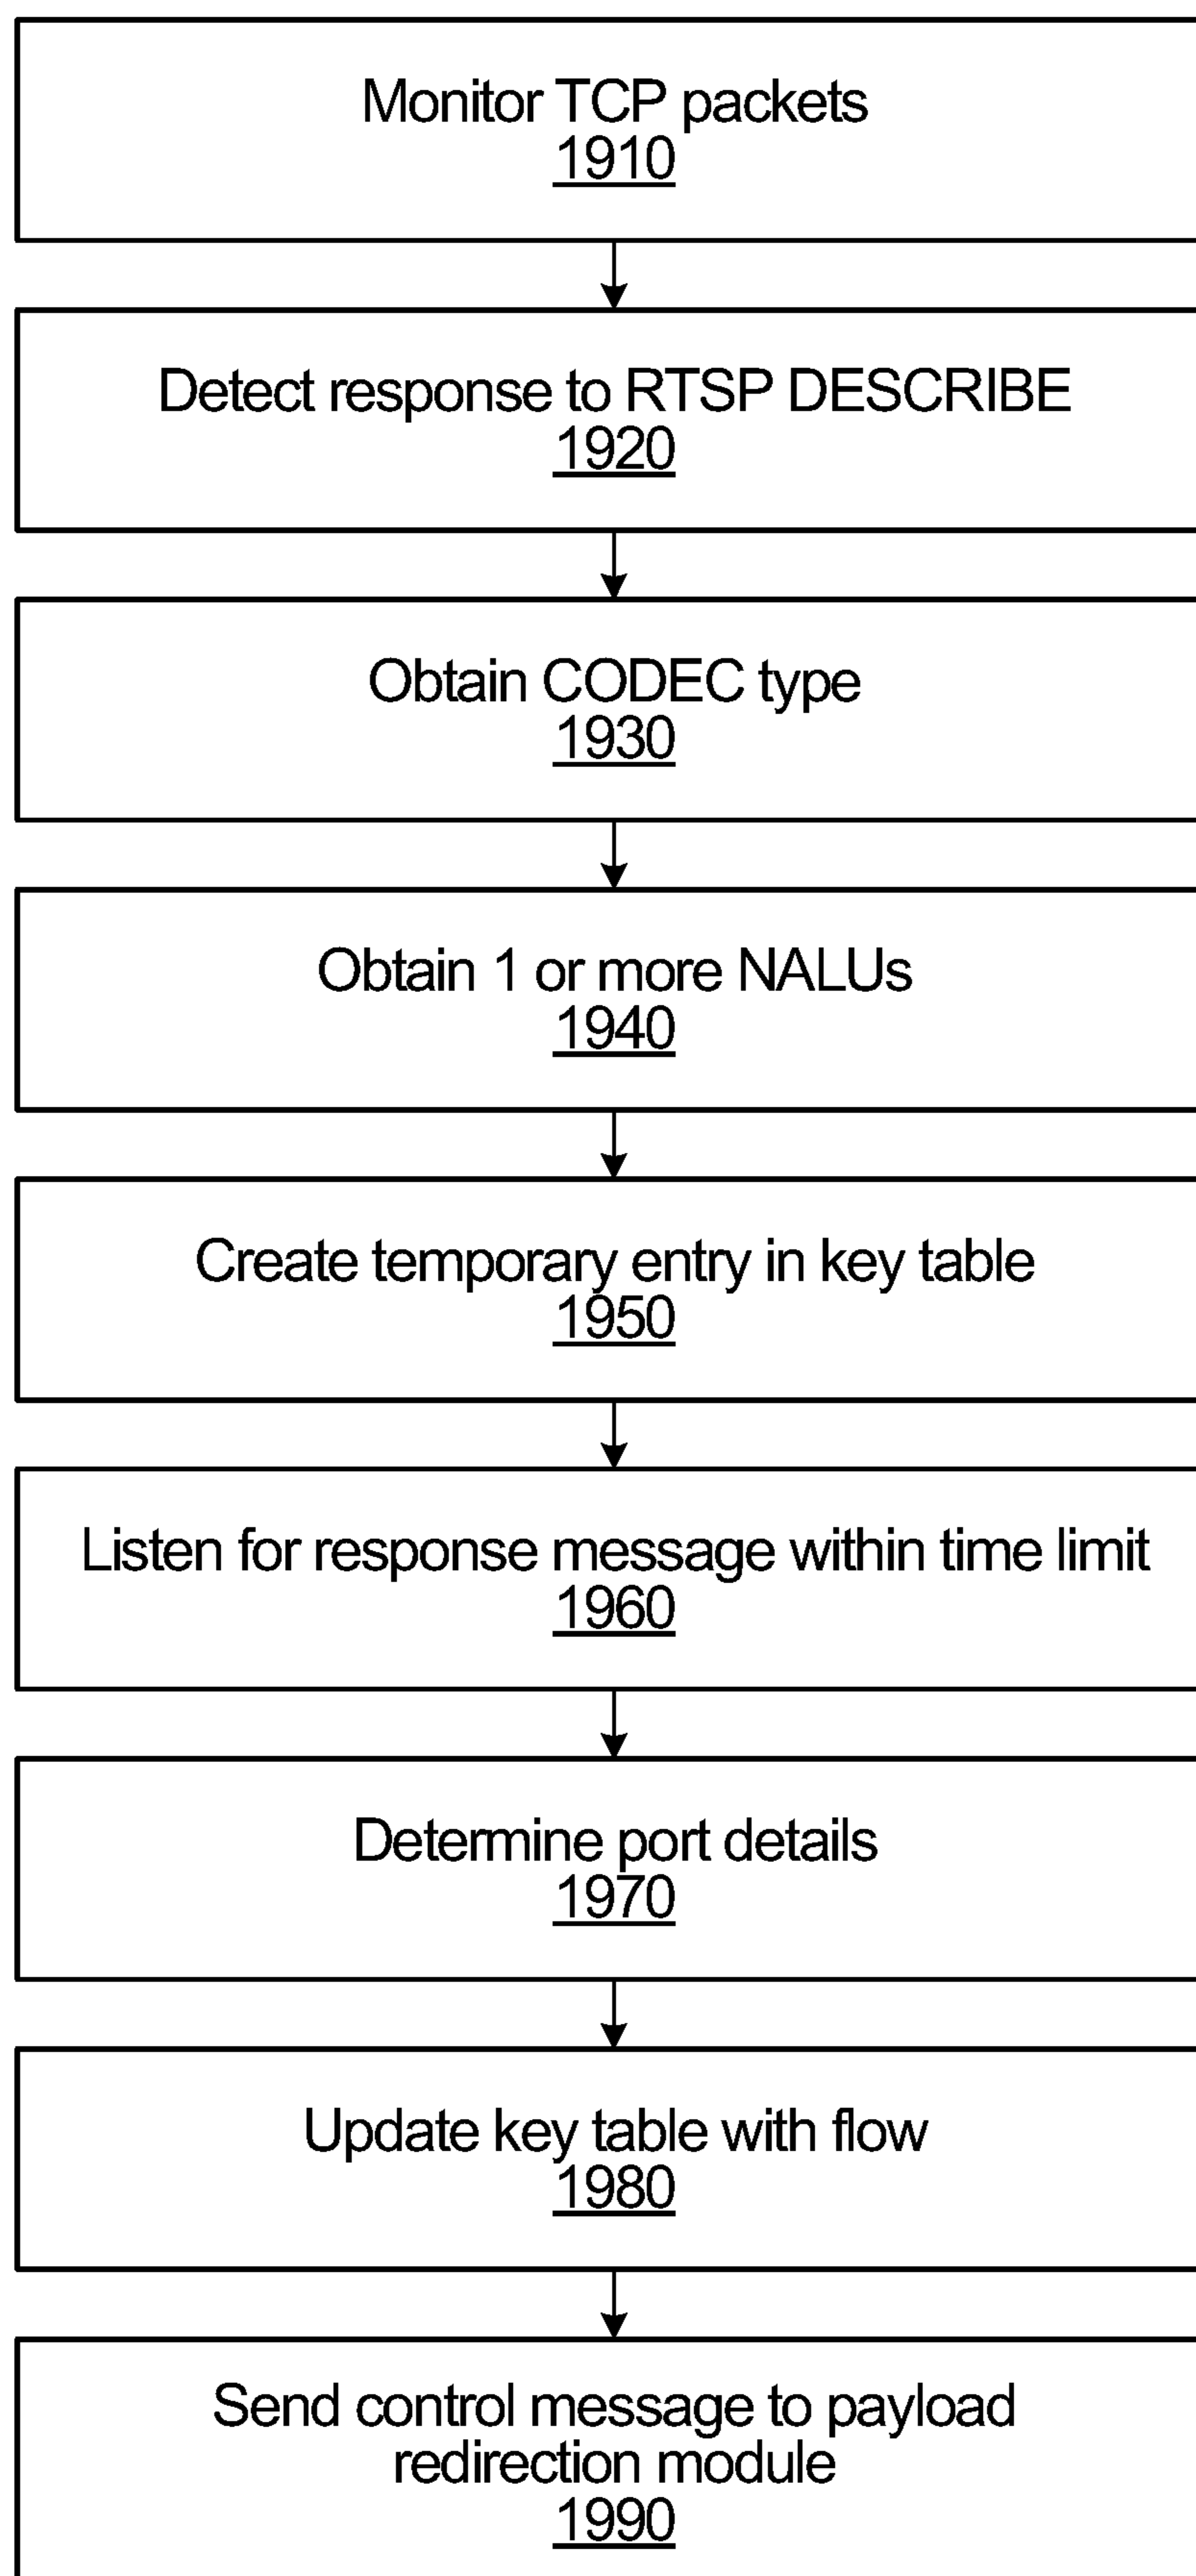 Monitor TCP packets
1910
Detect response to RTSP DESCRIBE
1920
Obtain CODEC type
1930
Obtain 1 or more NALUs
1940
Create temporary entry in key table
1950
Listen for response message within time limit
1960
Determine port details
1970
Update key table with flow
1980
Send control message to payload
redirection module
1990